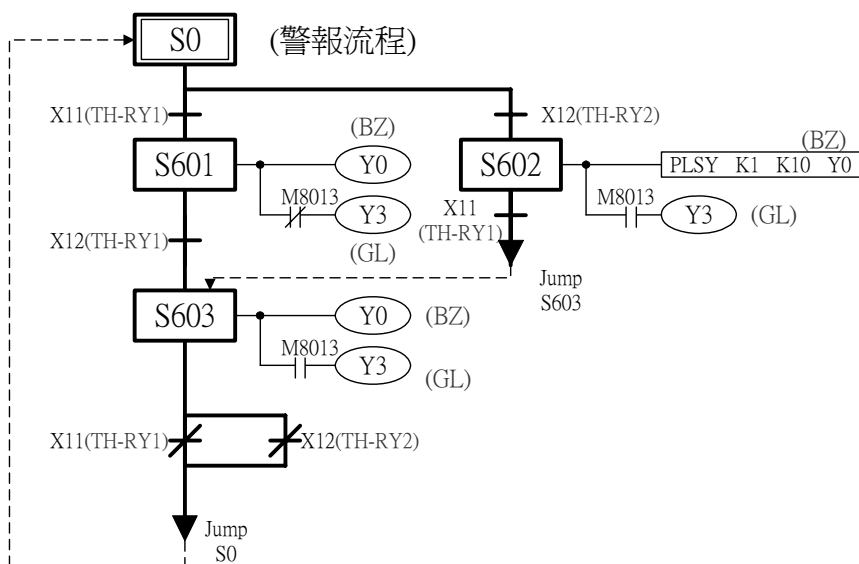 S0
(警報流程)
X11(TH-RY1)
X12(TH-RY2)
S601
(BZ)
Y0
M8013
Y3
(GL)
S602
(BZ)
PLSY K1 K10 Y0
M8013
Y3
(GL)
X12(TH-RY1)
X11
(TH-RY1)
Jump
S603
S603
Y0
(BZ)
M8013
Y3
(GL)
X11(TH-RY1)
X12(TH-RY2)
Jump
S0